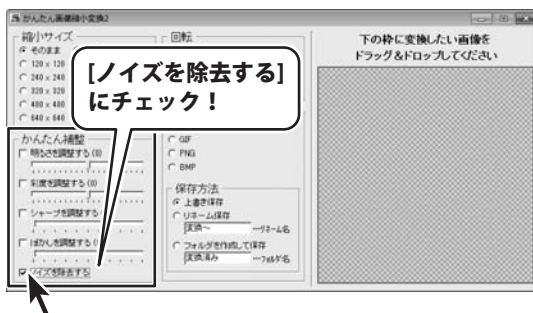 かんたん画像縮小変換2
縮小サイズ
そのまま
120 x 120
240 x 240
320 x 320
480 x 480
640 x 640
回転
[ノイズを除去する]
にチェック!
下の枠に変換したい画像を
ドラッグ&ドロップしてください
かんたん補整
明るさを調整する(0)
彩度を調整する(0)
シャープを調整する
ぼかしを調整する(0
ノイズを除去する
GIF
PNG
BMP
保存方法
上書き保存
リネーム保存
変換~ ---リネーム名
フォルダを作成して保存
変換済み ---フォルダ名